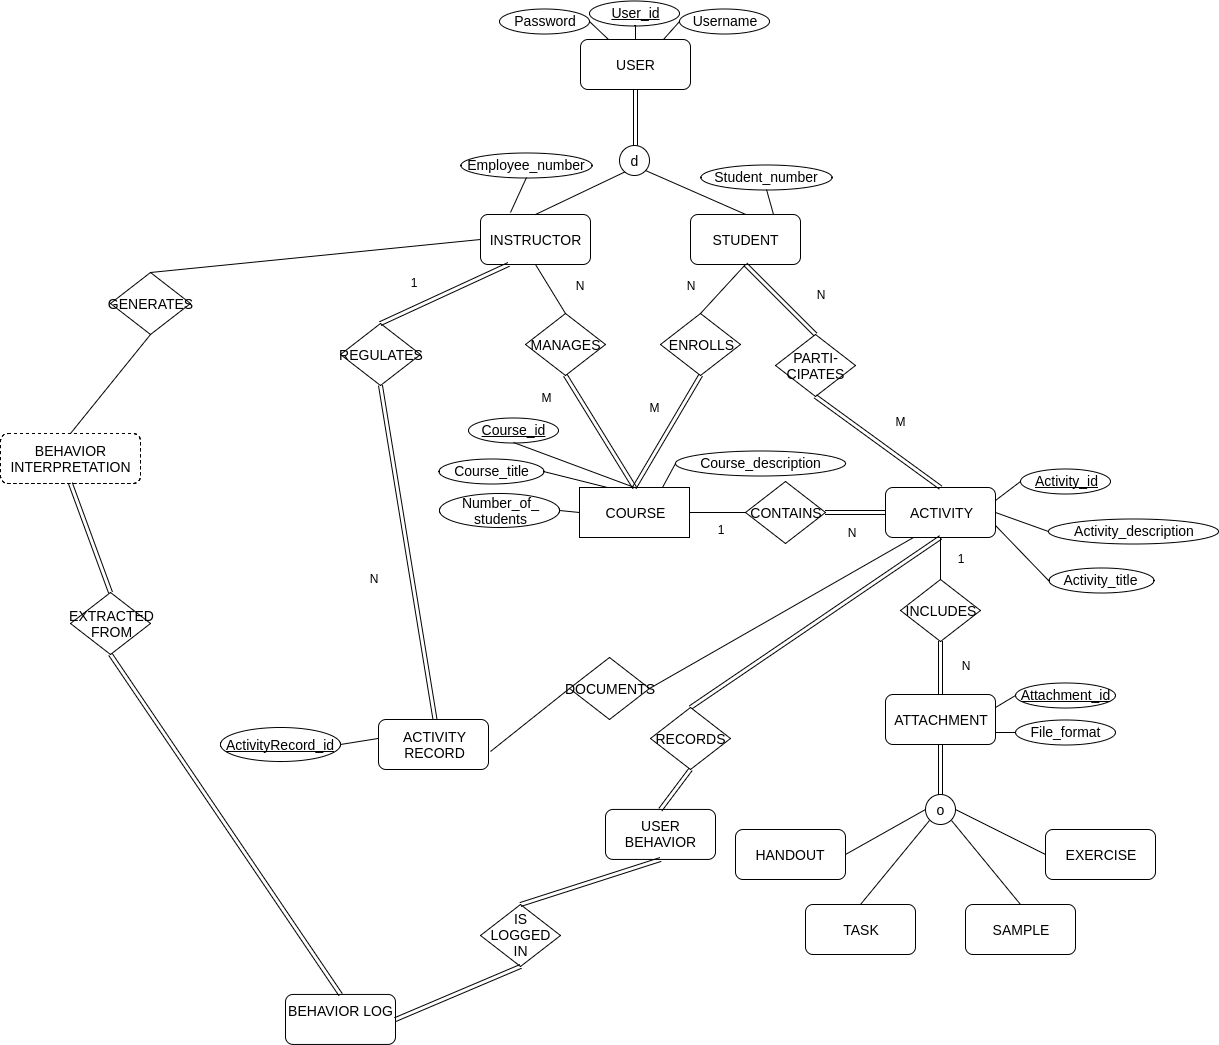 User_id
Password
Username
USER
d
Employee_number
Student_number
INSTRUCTOR
STUDENT
1
N
N
N
GENERATES
REGULATES
MANAGES
ENROLLS
PARTI-
CIPATES
M
M
M
Course_id
BEHAVIOR
INTERPRETATION
Course_title
Course_description
Activity_id
Number_of_
students
COURSE
CONTAINS
ACTIVITY
1
N
Activity_description
1
N
Activity_title
EXTRACTED
FROM
INCLUDES
N
DOCUMENTS
ATTACHMENT
Attachment_id
File_format
ActivityRecord_id
ACTIVITY
RECORD
RECORDS
o
USER
BEHAVIOR
HANDOUT
EXERCISE
TASK
SAMPLE
IS
LOGGED
IN
BEHAVIOR LOG